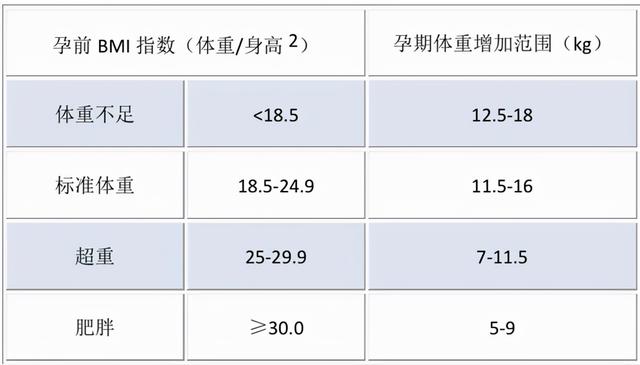 孕前 BMI 指数（体重/身高²） 孕期体重增加范围（kg）
体重不足 <18.5 12.5-18
标准体重 18.5-24.9 11.5-16
超重 25-29.9 7-11.5
肥胖 ≥30.0 5-9